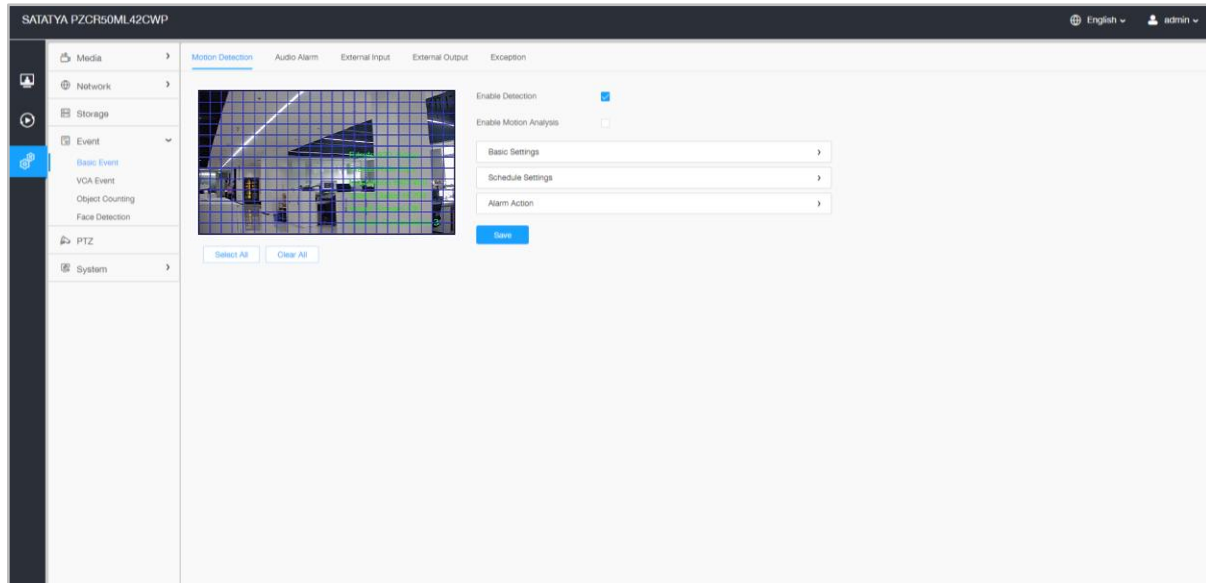 SATATYA PZCR50ML42CWP
English
admin
Media
Network
Storage
Event
Basic Event
VCA Event
Object Counting
Face Detection
PTZ
System
Motion Detection Audio Alarm External Input External Output Exception
Enable Detection
Enable Motion Analysis
Basic Settings
Schedule Settings
Alarm Action
Save
Select All Clear All